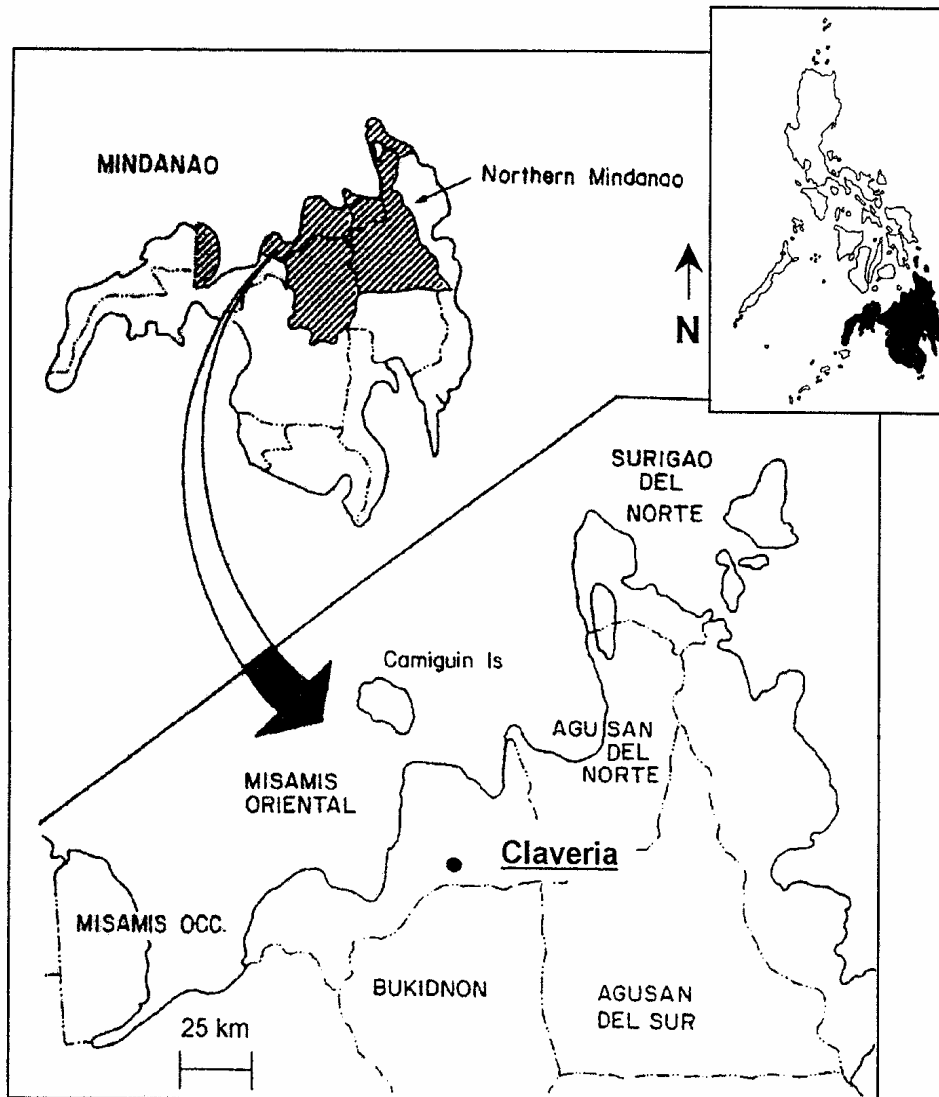 MINDANAO
Northern Mindanao
N
SURIGAO
DEL
NORTE
Camiguin Is
AGUSAN
DEL
NORTE
MISAMIS
ORIENTAL
Claveria
MISAMIS OCC.
BUKIDNON
AGUSAN
DEL SUR
25 km